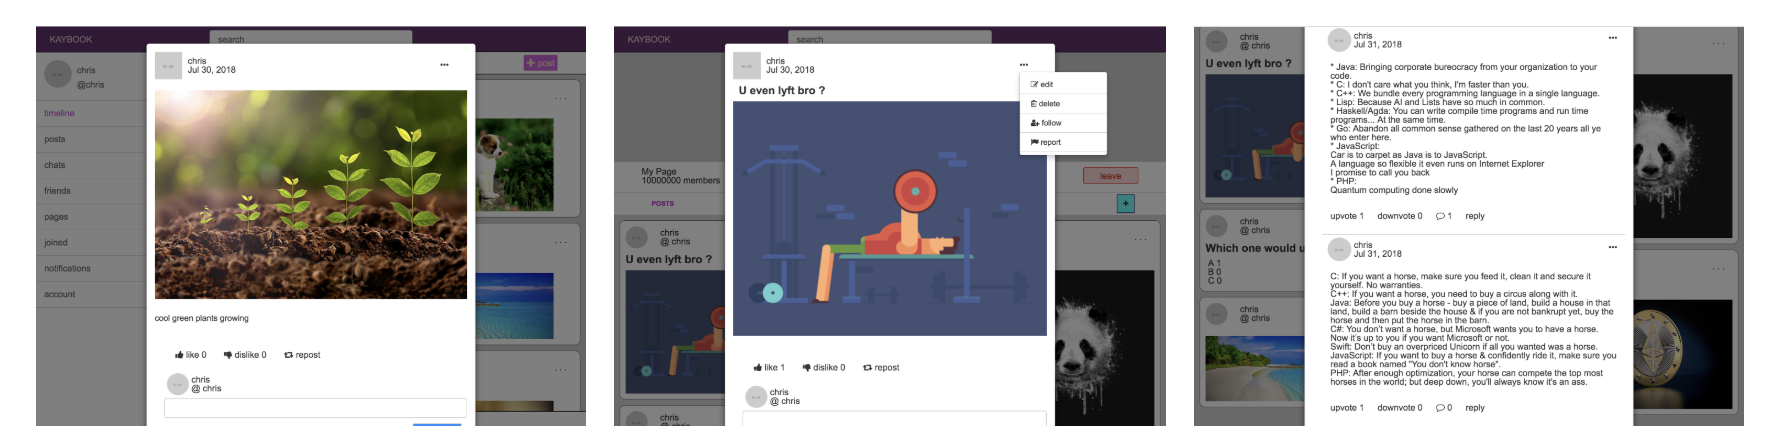 KAYBOOK
search
chris
@chris
+ post
timeline
posts
chats
friends
pages
joined
notifications
account
chris
Jul 30, 2018
...
cool green plants growing
like 0 dislike 0 repost
chris
@ chris
KAYBOOK
search
chris
Jul 30, 2018
...
U even lyft bro ?
edit
delete
follow
report
My Page
10000000 members
leave
POSTS
+
chris
@ chris
U even lyft bro ?
like 1 dislike 0 repost
chris
@ chris
chris
chris
@ chris
U even lyft bro ?
chris
@ chris
Which one would u
A 1
B 0
C 0
chris
@ chris
chris
Jul 31, 2018
...
* Java: Bringing corporate bureocracy from your organization to your
code.
* C: I don't care what you think, I'm faster than you.
* C++: We bundle every programming language in a single language.
* Lisp: Because AI and Lists have so much in common.
* Haskell/Agda: You can write compile time programs and run time
programs... At the same time.
* Go: Abandon all common sense gathered on the last 20 years all ye
who enter here.
* JavaScript:
Car is to carpet as Java is to JavaScript.
A language so flexible it even runs on Internet Explorer
I promise to call you back
* PHP:
Quantum computing done slowly
upvote 1 downvote 0 1 reply
chris
Jul 31, 2018
...
C: If you want a horse, make sure you feed it, clean it and secure it
yourself. No warranties.
C++: If you want a horse, you need to buy a circus along with it.
Java: Before you buy a horse - buy a piece of land, build a house in that
land, build a barn beside the house & if you are not bankrupt yet, buy the
horse and then put the horse in the barn.
C#: You don't want a horse, but Microsoft wants you to have a horse.
Now it's up to you if you want Microsoft or not.
Swift: Don't buy an overpriced Unicorn if all you wanted was a horse.
JavaScript: If you want to buy a horse & confidently ride it, make sure you
read a book named "You don't know horse".
PHP: After enough optimization, your horse can compete the top most
horses in the world; but deep down, you'll always know it's an ass.
upvote 1 downvote 0 0 reply